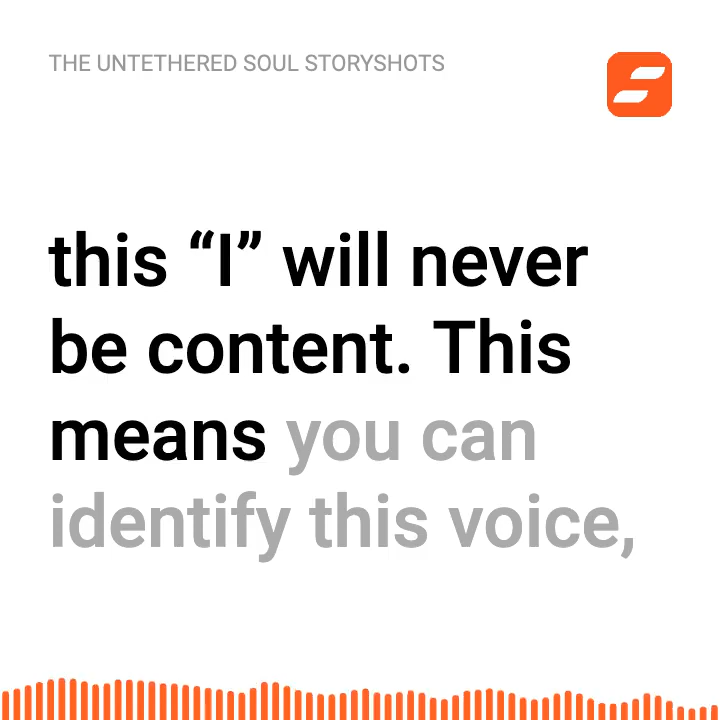 THE UNTETHERED SOUL STORYSHOTS
this “I” will never
be content. This
means you can
identify this voice,